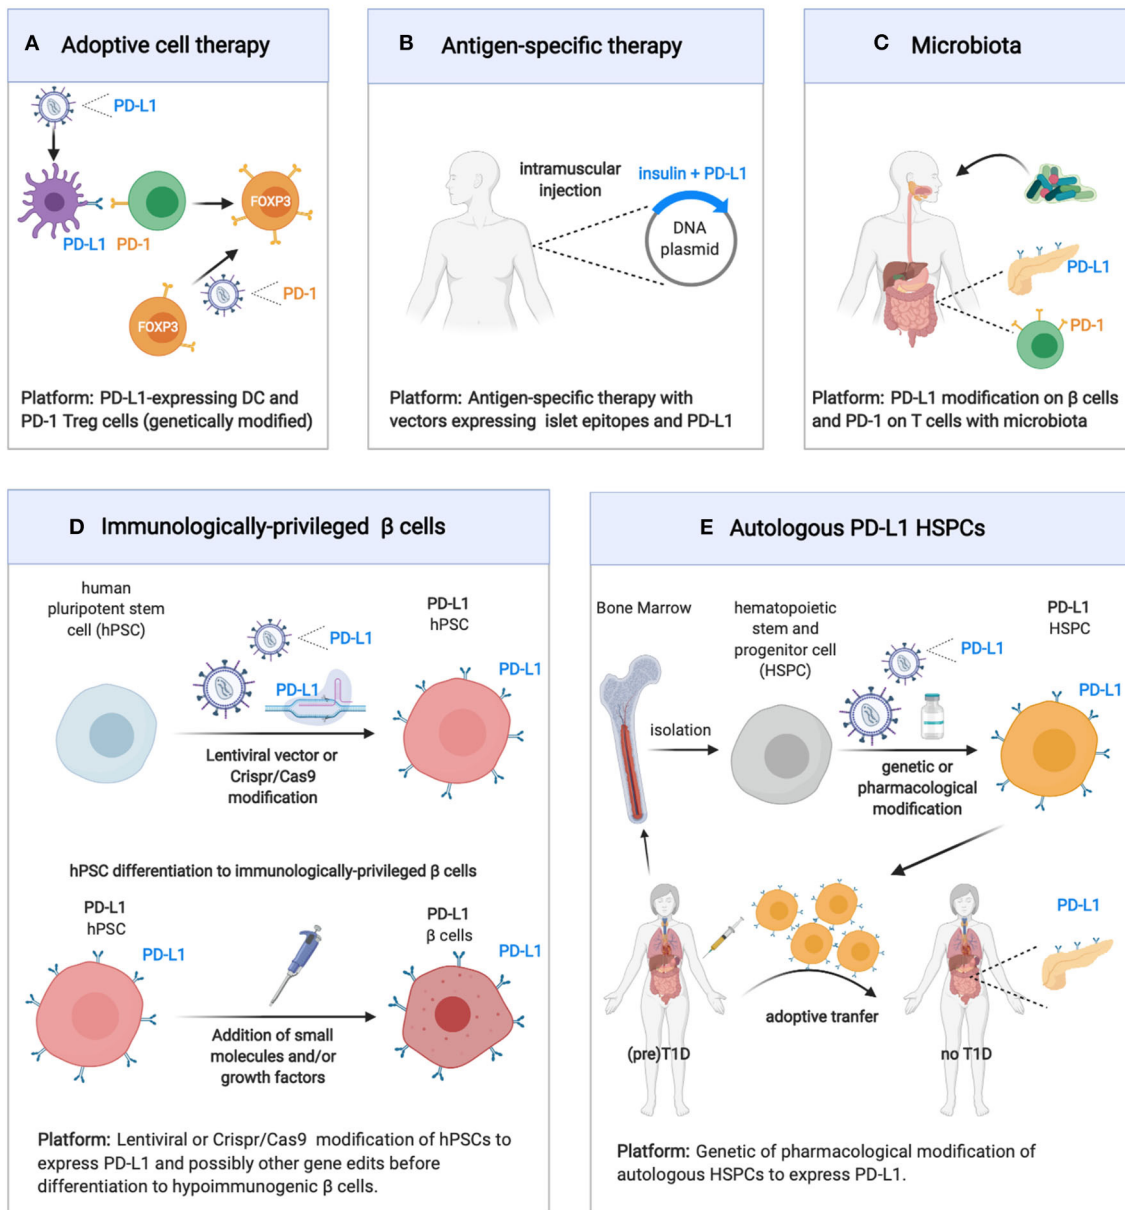 A Adoptive cell therapy
PD-L1
FOXP3
PD-L1 PD-1
PD-1
FOXP3
Platform: PD-L1-expressing DC and
PD-1 Treg cells (genetically modified)
B Antigen-specific therapy
intramuscular
injection
insulin + PD-L1
DNA
plasmid
Platform: Antigen-specific therapy with
vectors expressing islet epitopes and PD-L1
C Microbiota
PD-L1
PD-1
Platform: PD-L1 modification on β cells
and PD-1 on T cells with microbiota
D Immunologically-privileged β cells
human
pluripotent stem
cell (hPSC)
PD-L1
PD-L1
Lentiviral vector or
Crispr/Cas9
modification
PD-L1
hPSC
PD-L1
hPSC differentiation to immunologically-privileged β cells
PD-L1
hPSC
PD-L1
Addition of small
molecules and/or
growth factors
PD-L1
β cells
PD-L1
Platform: Lentiviral or Crispr/Cas9 modification of hPSCs to
express PD-L1 and possibly other gene edits before
differentiation to hypoimmunogenic β cells.
E Autologous PD-L1 HSPCs
Bone Marrow
isolation
hematopoietic
stem and
progenitor cell
(HSPC)
PD-L1
genetic or
pharmacological
modification
PD-L1
HSPC
PD-L1
adoptive tranfer
(pre)T1D
no T1D
PD-L1
Platform: Genetic of pharmacological modification of
autologous HSPCs to express PD-L1.